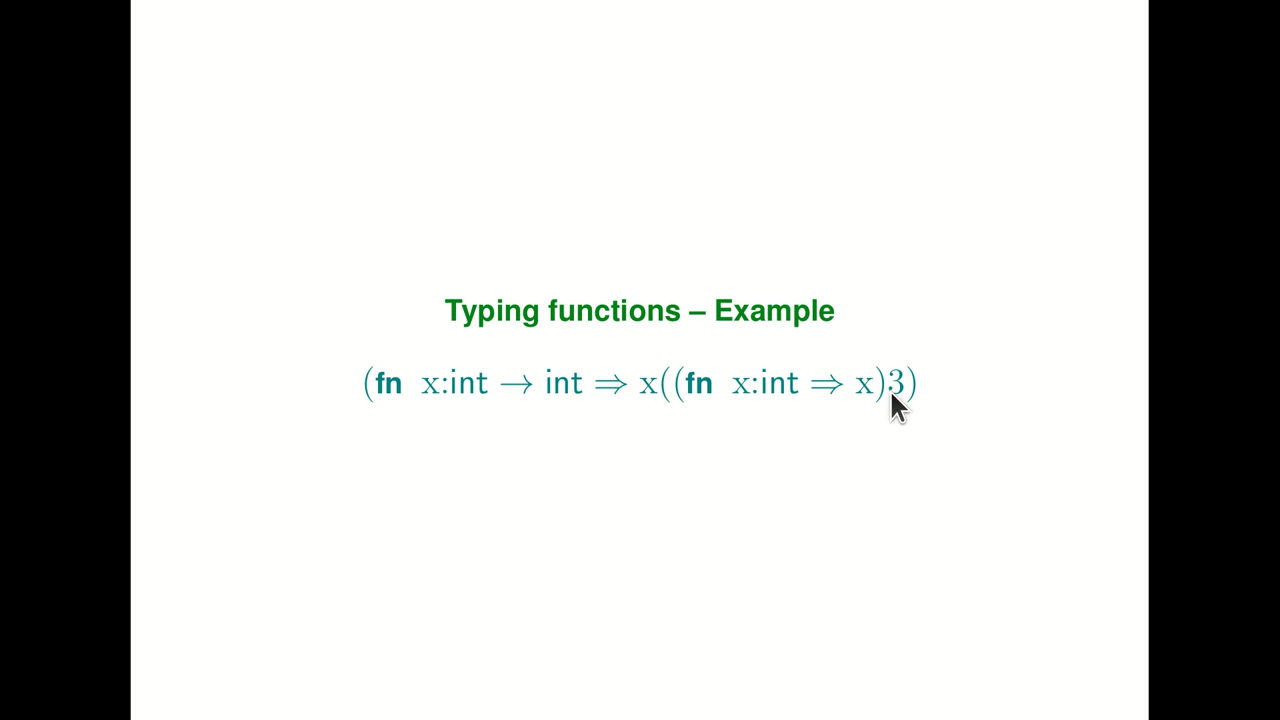 Typing functions – Example
(fn x:int → int ⇒ x((fn x:int ⇒ x)3)